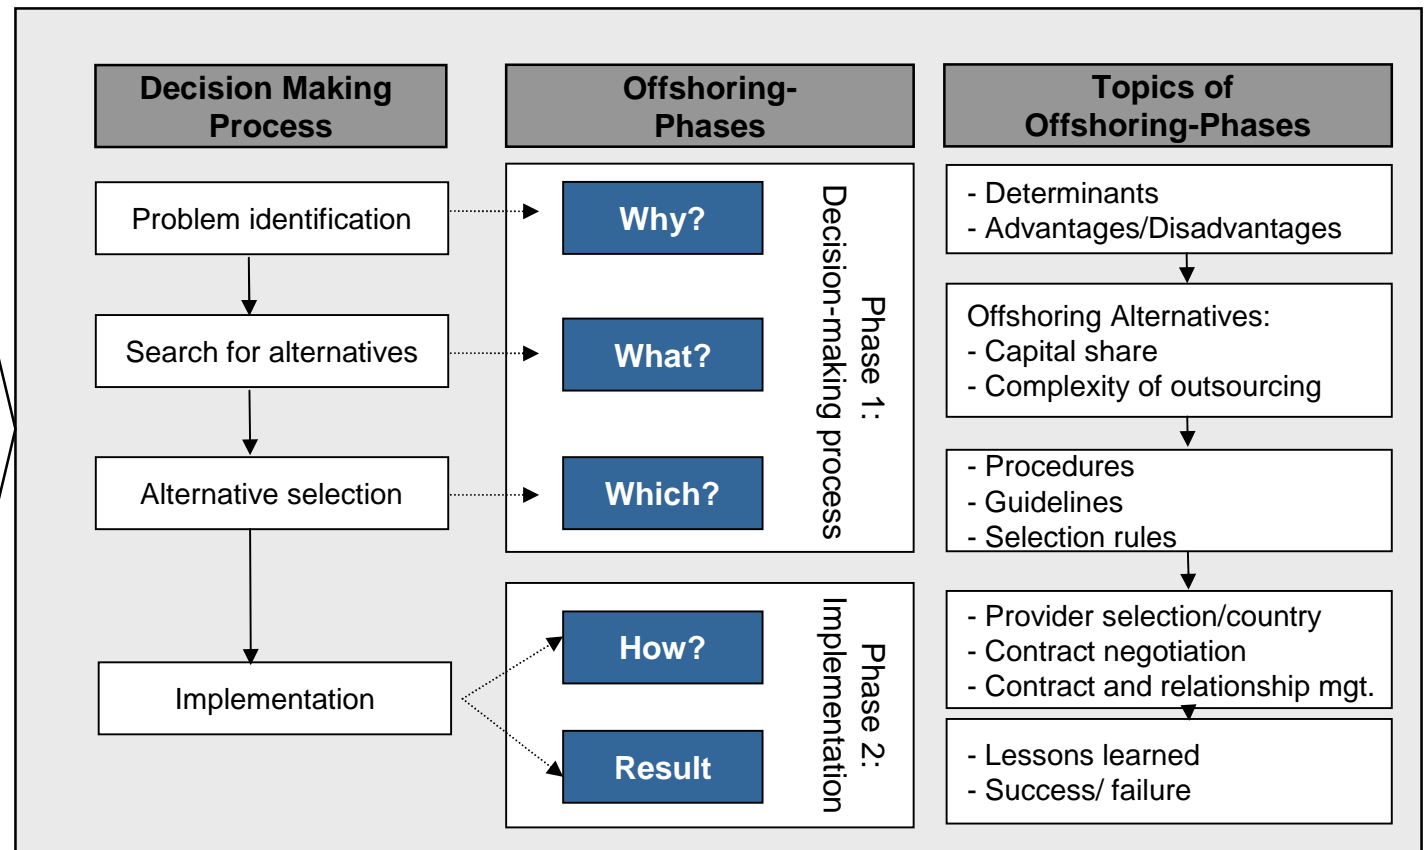 Decision Making
Process
Offshoring-
Phases
Topics of
Offshoring-Phases
Problem identification
Search for alternatives
Alternative selection
Implementation
Why?
What?
Which?
Phase 1:
Decision-making process
How?
Result
Phase 2:
Implementation
- Determinants
- Advantages/Disadvantages
Offshoring Alternatives:
- Capital share
- Complexity of outsourcing
- Procedures
- Guidelines
- Selection rules
- Provider selection/country
- Contract negotiation
- Contract and relationship mgt.
- Lessons learned
- Success/ failure